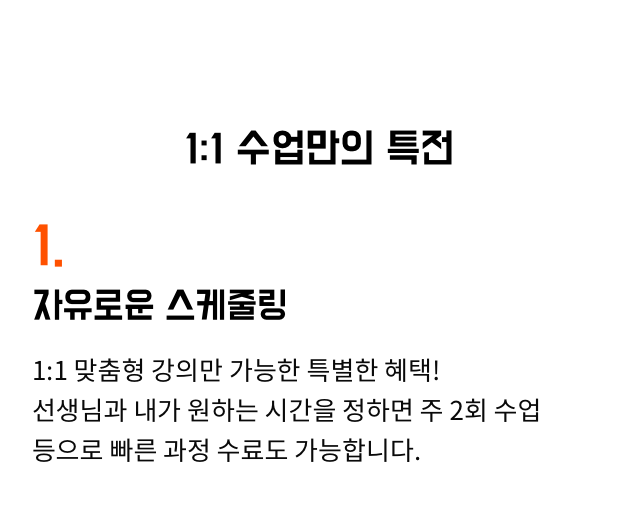 1:1 수업만의 특전
1.
자유로운 스케줄링
1:1 맞춤형 강의만 가능한 특별한 혜택!
선생님과 내가 원하는 시간을 정하면 주 2회 수업
등으로 빠른 과정 수료도 가능합니다.